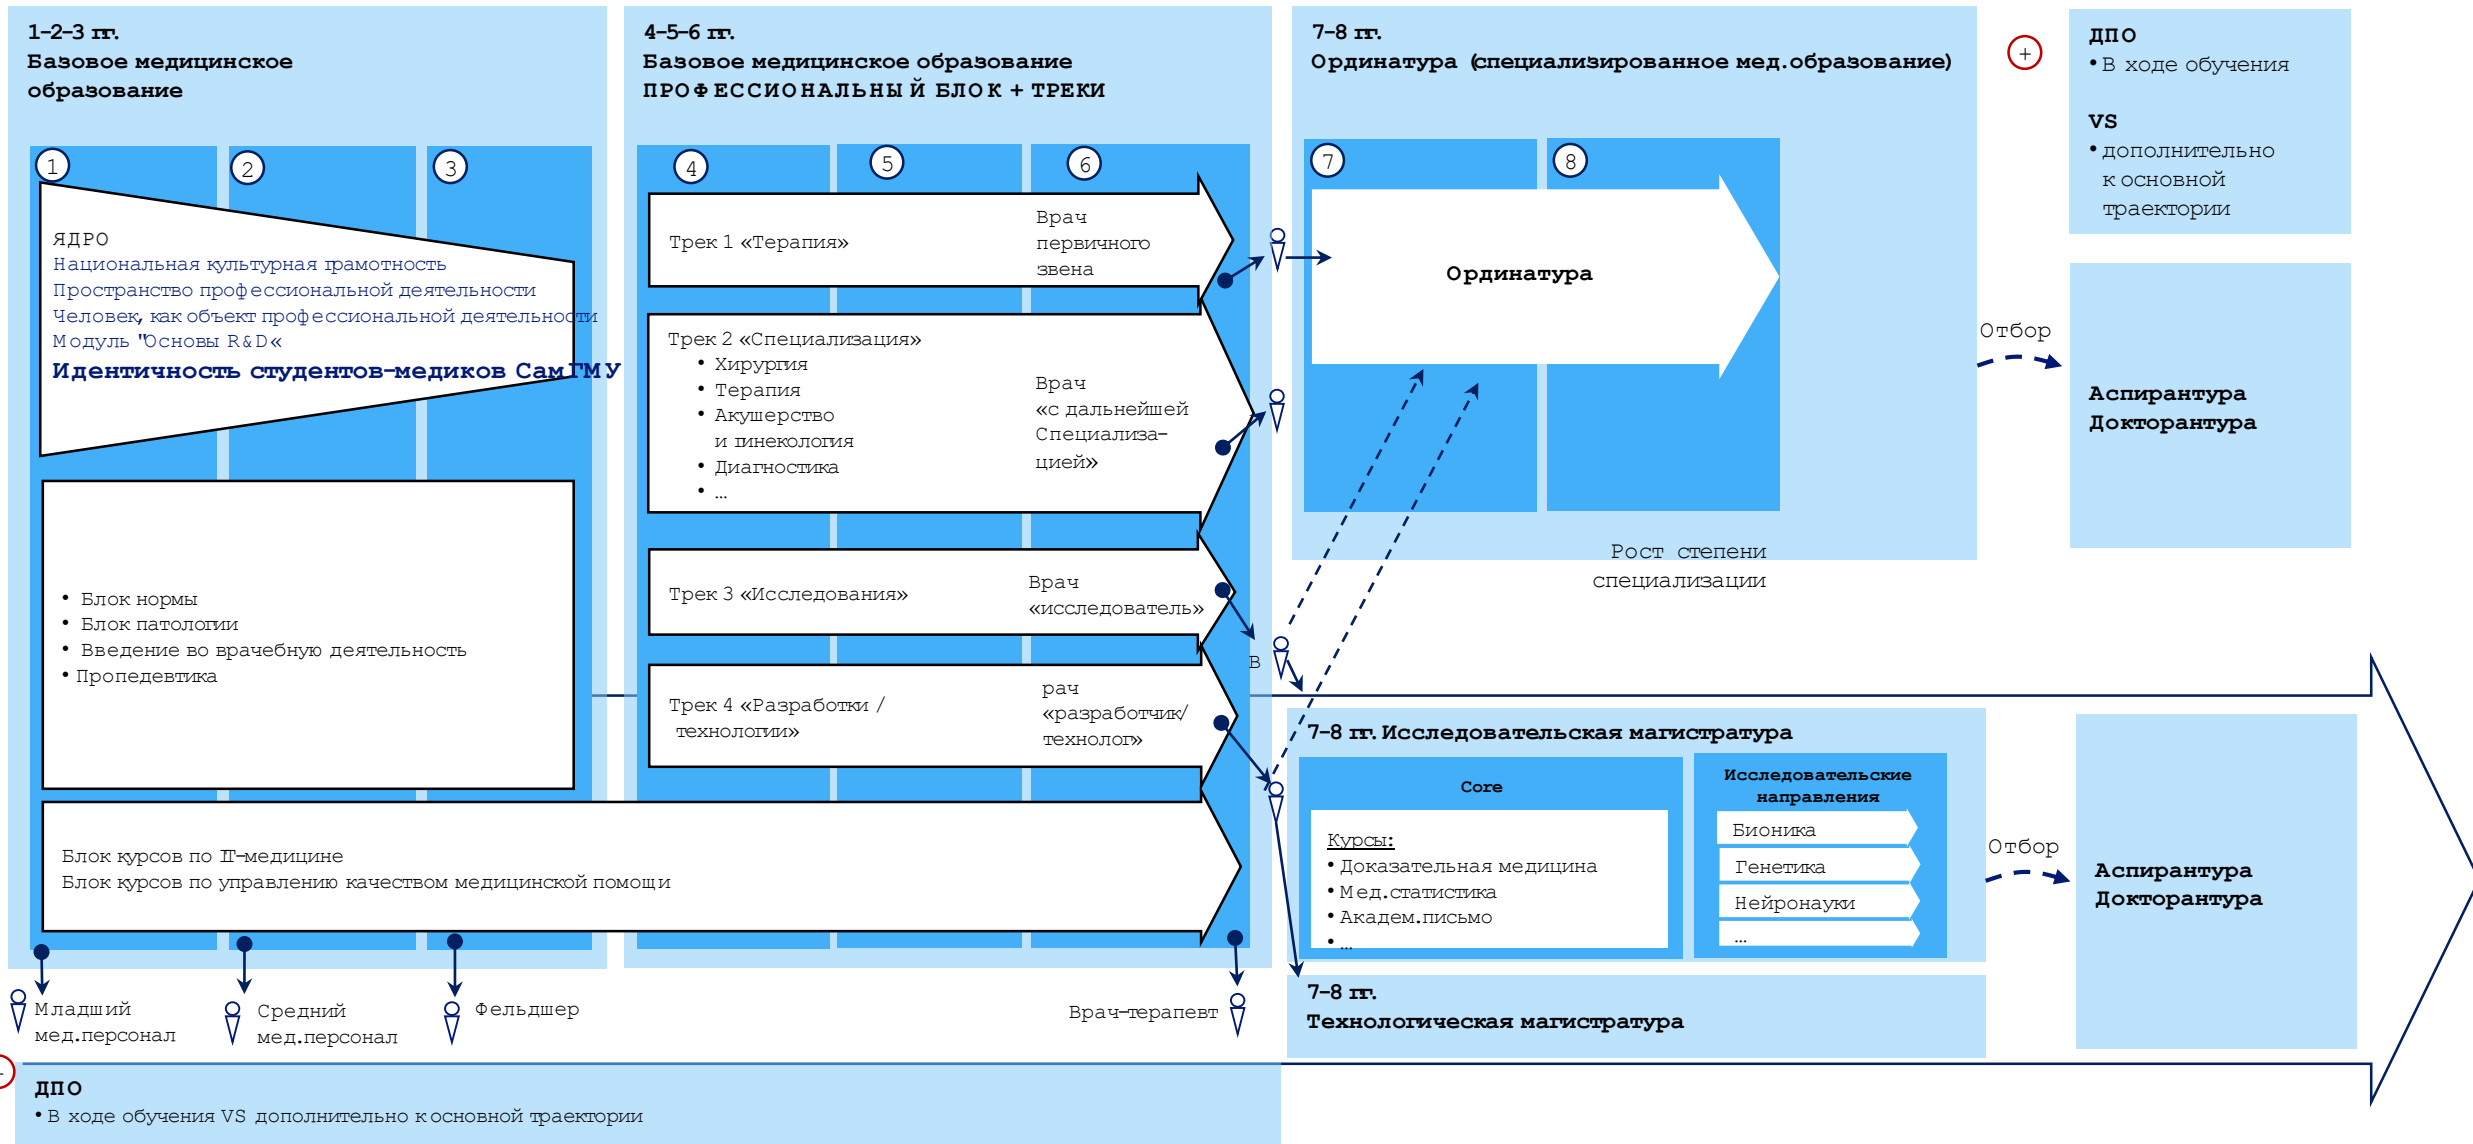 1-2-3 гг.
Базовое медицинское
образование
1
2
3
ЯДРО
Национальная культурная грамотность
Пространство профессиональной деятельности
Человек, как объект профессиональной деятельности
Модуль "Основы R&D«
Идентичность студентов-медиков СамГМУ
• Блок нормы
• Блок патологии
• Введение во врачебную деятельность
• Пропедевтика
Блок курсов по IT-медицине
Блок курсов по управлению качеством медицинской помощи
Младший
мед.персонал
Средний
мед.персонал
Фельдшер
4-5-6 гг.
Базовое медицинское образование
ПРОФЕССИОНАЛЬНЫЙ БЛОК + ТРЕКИ
4
5
6
Трек 1 «Терапия»
Врач
первичного
звена
Трек 2 «Специализация»
• Хирургия
• Терапия
• Акушерство
и гинекология
• Диагностика
• …
Врач
«с дальнейшей
Специализа-
цией»
Трек 3 «Исследования»
Врач
«исследователь»
Трек 4 «Разработки /
технологии»
В
рач
«разработчик/
технолог»
Врач-терапевт
7-8 гг.
Ординатура (специализированное мед.образование)
7
8
Ординатура
Рост степени
специализации
+
ДПО
• В ходе обучения
VS
• дополнительно
к основной
траектории
Отбор
Аспирантура
Докторантура
7-8 гг. Исследовательская магистратура
Core
Курсы:
• Доказательная медицина
• Мед.статистика
• Академ.письмо
• …
Исследовательские
направления
Бионика
Генетика
Нейронауки
…
Отбор
Аспирантура
Докторантура
7-8 гг.
Технологическая магистратура
+
ДПО
• В ходе обучения VS дополнительно к основной траектории